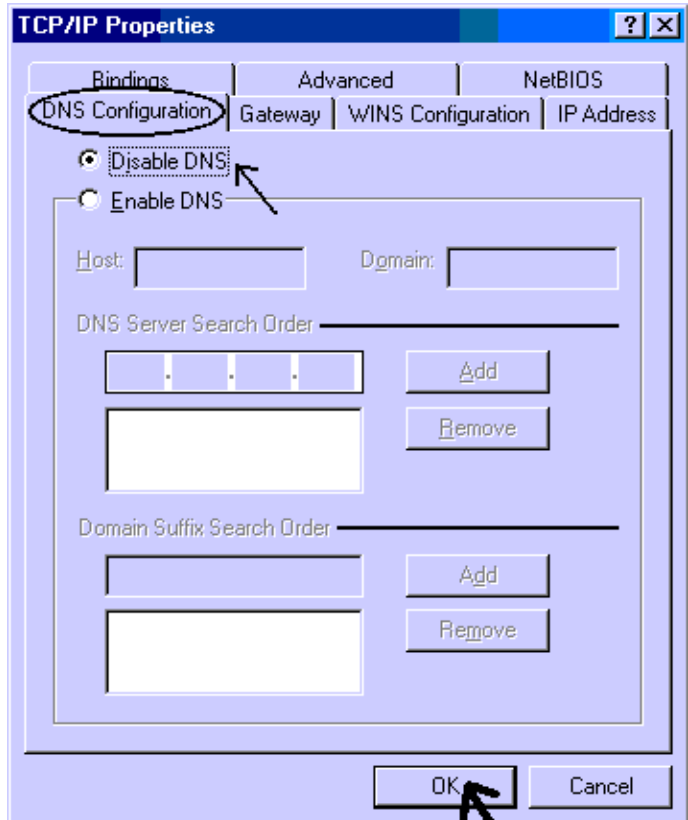 TCP/IP Properties
Bindings Advanced NetBIOS
DNS Configuration Gateway WINS Configuration IP Address
Disable DNS
Enable DNS
Host: Domain:
DNS Server Search Order
. . . Add
Remove
Domain Suffix Search Order
Add
Remove
OK Cancel